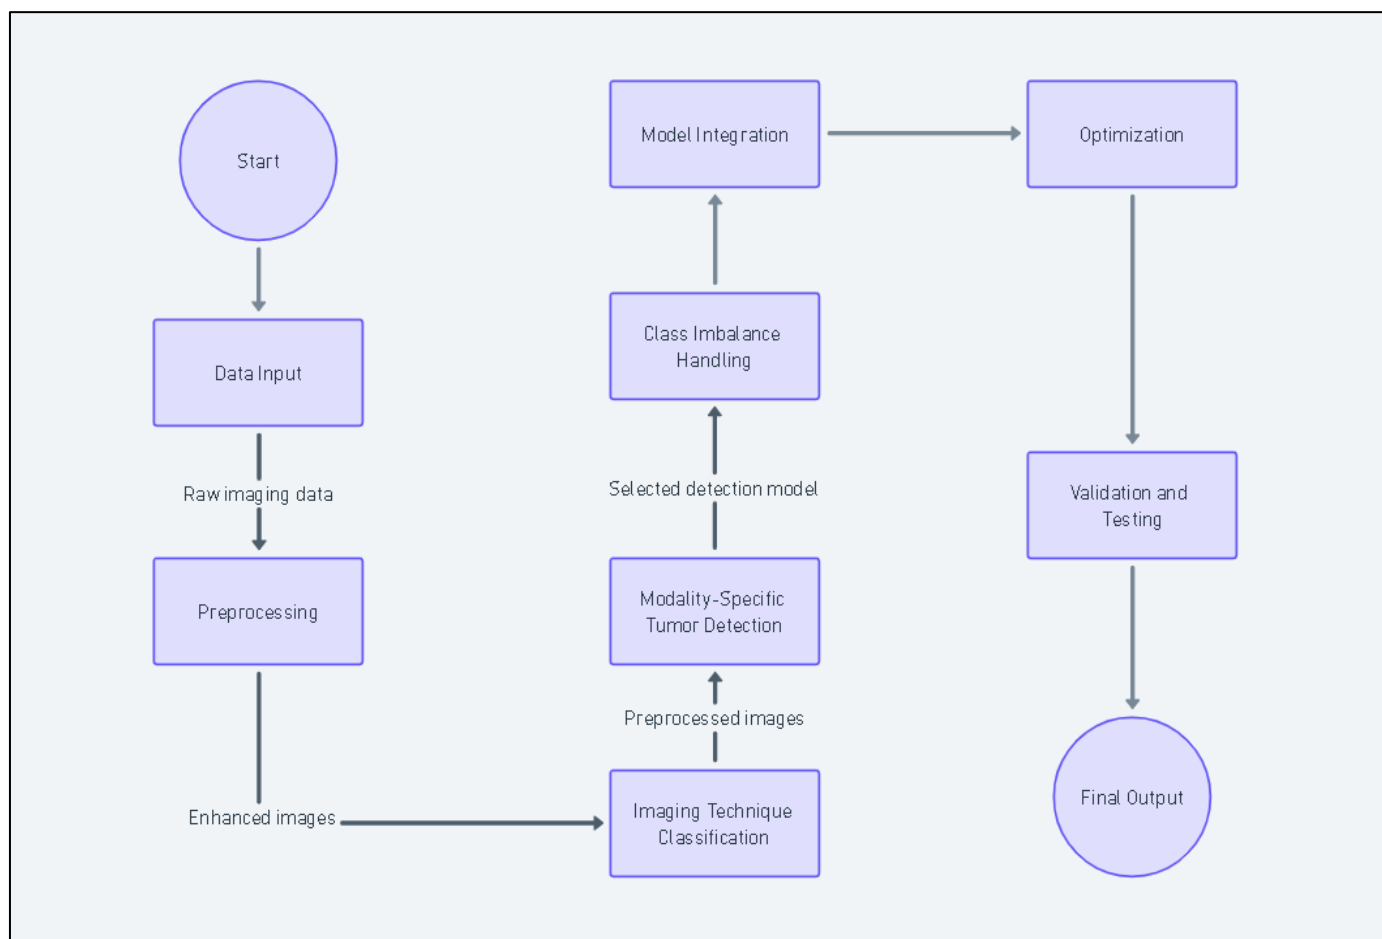 Start
Data Input
Raw imaging data
Preprocessing
Enhanced images
Imaging Technique
Classification
Preprocessed images
Modality-Specific
Tumor Detection
Selected detection model
Class Imbalance
Handling
Model Integration
Optimization
Validation and
Testing
Final Output